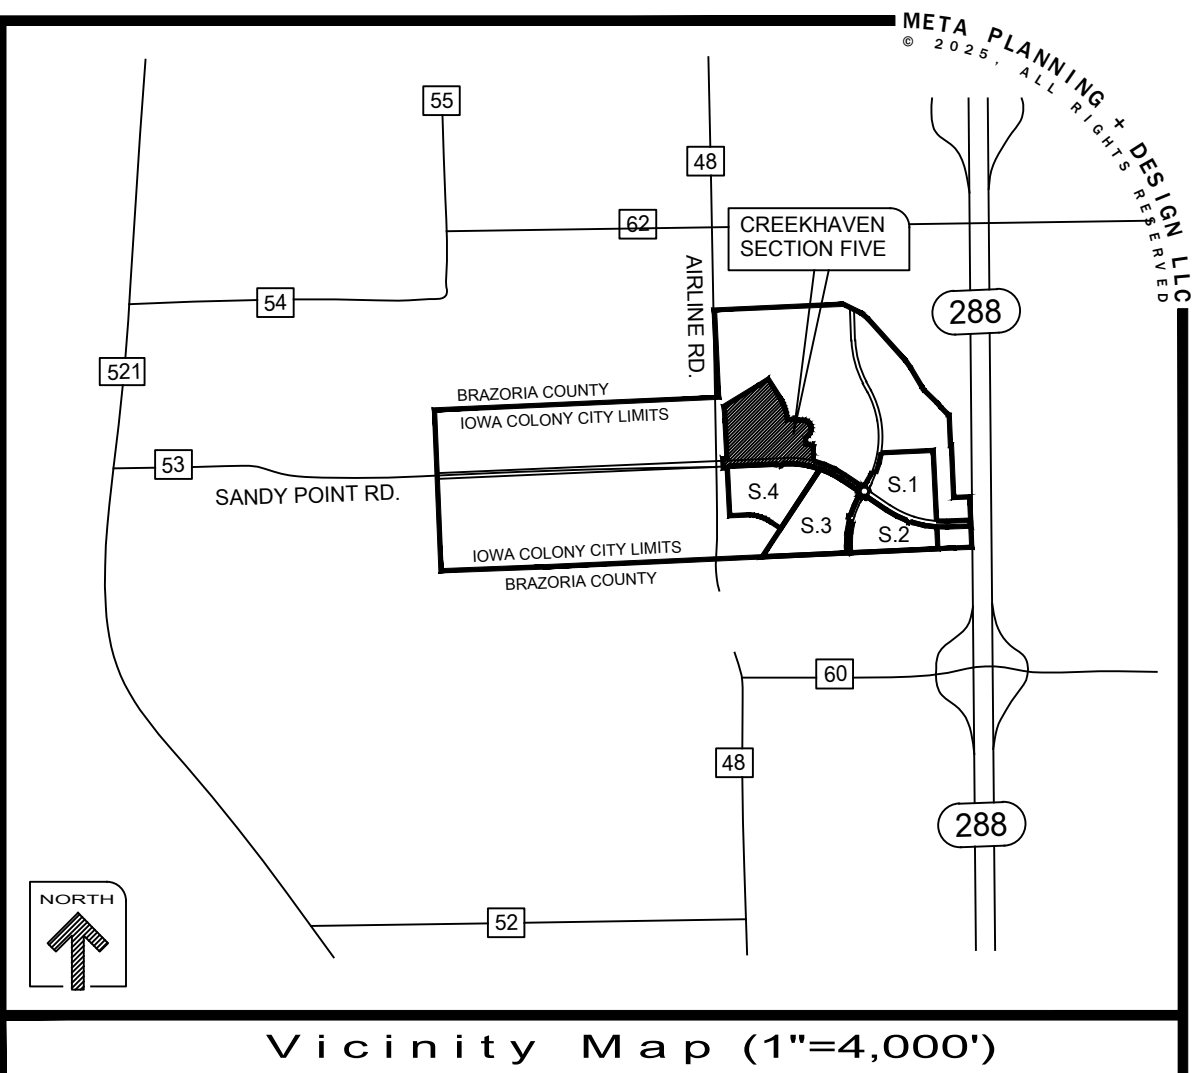 META PLANNING + DESIGN LLC
© 2025, ALL RIGHTS RESERVED
55
48
62
CREEKHAVEN
SECTION FIVE
54
AIRLINE RD.
288
521
BRAZORIA COUNTY
IOWA COLONY CITY LIMITS
53
SANDY POINT RD.
S.4
S.1
S.3
S.2
IOWA COLONY CITY LIMITS
BRAZORIA COUNTY
60
48
288
NORTH
52
Vicinity Map (1"=4,000')